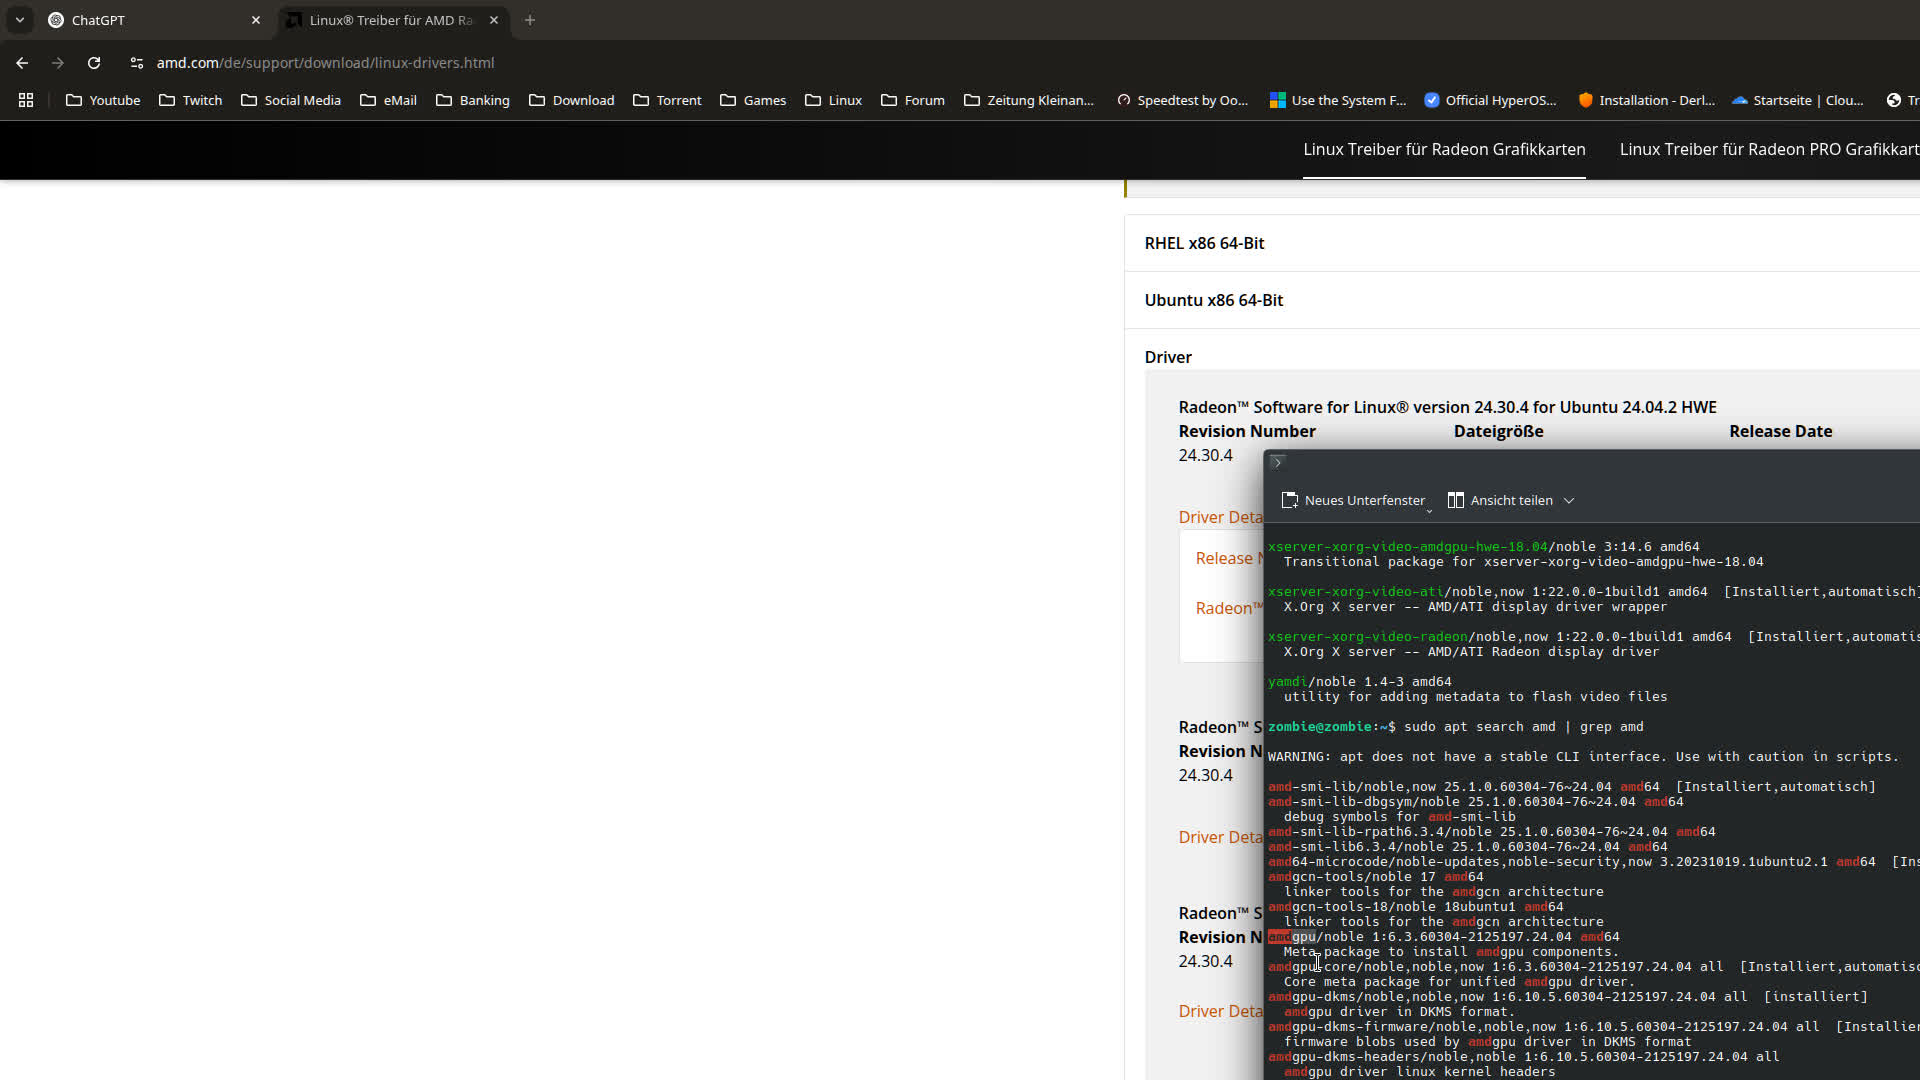 ChatGPT
Linux® Treiber für AMD Ra
amd.com/de/support/download/linux-drivers.html
Youtube
Twitch
Social Media
eMail
Banking
Download
Torrent
Games
Linux
Forum
Zeitung Kleinan...
Speedtest by Oo...
Use the System F...
Official HyperOS...
Installation - Derl...
Startseite | Clou...
Tr
Linux Treiber für Radeon Grafikkarten
Linux Treiber für Radeon PRO Grafikkart
RHEL x86 64-Bit
Ubuntu x86 64-Bit
Driver
Radeon™ Software for Linux® version 24.30.4 for Ubuntu 24.04.2 HWE
Revision Number Dateigröße Release Date
24.30.4
Driver Deta
Release N
Radeon™
Radeon™ S
Revision N
24.30.4
Driver Deta
Radeon™ S
Revision N
24.30.4
Driver Deta
Neues Unterfenster
Ansicht teilen
xserver-xorg-video-amdgpu-hwe-18.04/noble 3:14.6 amd64
Transitional package for xserver-xorg-video-amdgpu-hwe-18.04
xserver-xorg-video-ati/noble,now 1:22.0.0-1build1 amd64  [Installiert,automatisch]
X.Org X server -- AMD/ATI display driver wrapper
xserver-xorg-video-radeon/noble,now 1:22.0.0-1build1 amd64  [Installiert,automatis
X.Org X server -- AMD/ATI Radeon display driver
yamdi/noble 1.4-3 amd64
utility for adding metadata to flash video files
zombie@zombie:~$ sudo apt search amd | grep amd
WARNING: apt does not have a stable CLI interface. Use with caution in scripts.
amd-smi-lib/noble,now 25.1.0.60304-76~24.04 amd64  [Installiert,automatisch]
amd-smi-lib-dbgsym/noble 25.1.0.60304-76~24.04 amd64
debug symbols for amd-smi-lib
amd-smi-lib-rpath6.3.4/noble 25.1.0.60304-76~24.04 amd64
amd-smi-lib6.3.4/noble 25.1.0.60304-76~24.04 amd64
amd64-microcode/noble-updates,noble-security,now 3.20231019.1ubuntu2.1 amd64  [Ins
amdgcn-tools/noble 17 amd64
linker tools for the amdgcn architecture
amdgcn-tools-18/noble 18ubuntu1 amd64
linker tools for the amdgcn architecture
amdgpu/noble 1:6.3.60304-2125197.24.04 amd64
Meta package to install amdgpu components.
amdgpu-core/noble,noble,now 1:6.3.60304-2125197.24.04 all  [Installiert,automatisc
Core meta package for unified amdgpu driver.
amdgpu-dkms/noble,noble,now 1:6.10.5.60304-2125197.24.04 all  [installiert]
amdgpu driver in DKMS format.
amdgpu-dkms-firmware/noble,noble,now 1:6.10.5.60304-2125197.24.04 all  [Installier
firmware blobs used by amdgpu driver in DKMS format
amdgpu-dkms-headers/noble,noble 1:6.10.5.60304-2125197.24.04 all
amdgpu driver linux kernel headers